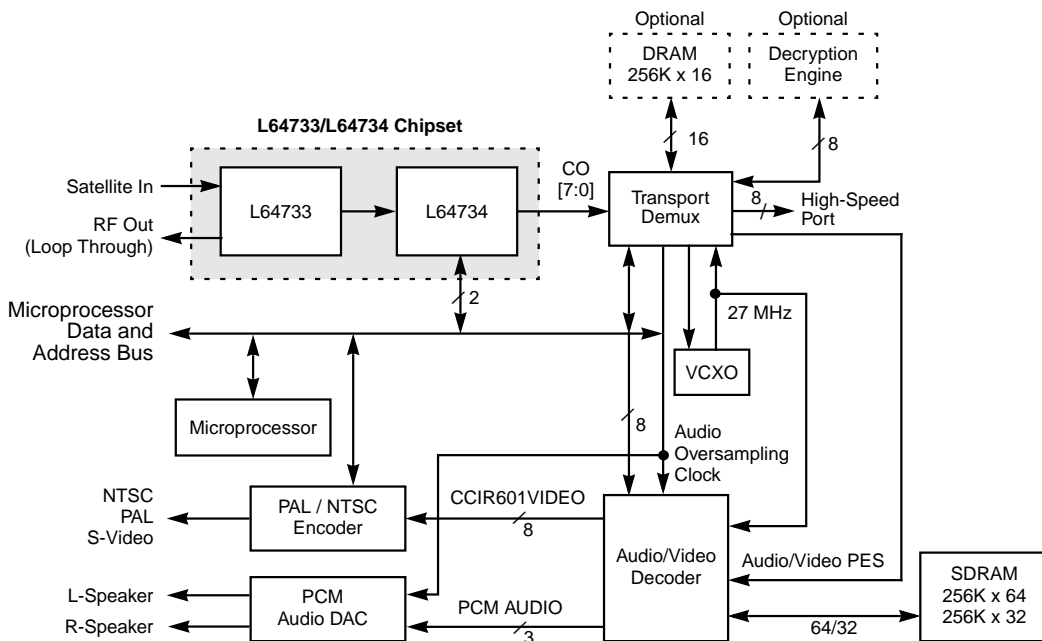 Optional
Optional
DRAM
256K x 16
Decryption
Engine
L64733/L64734 Chipset
16
8
Satellite In
RF Out
(Loop Through)
L64733
L64734
CO
[7:0]
Transport
Demux
8
High-Speed
Port
2
Microprocessor
Data and
Address Bus
27 MHz
VCXO
Microprocessor
8
Audio
Oversampling
Clock
NTSC
PAL
S-Video
PAL / NTSC
Encoder
CCIR601VIDEO
8
Audio/Video
Decoder
Audio/Video PES
SDRAM
256K x 64
256K x 32
L-Speaker
R-Speaker
PCM
Audio DAC
PCM AUDIO
3
64/32